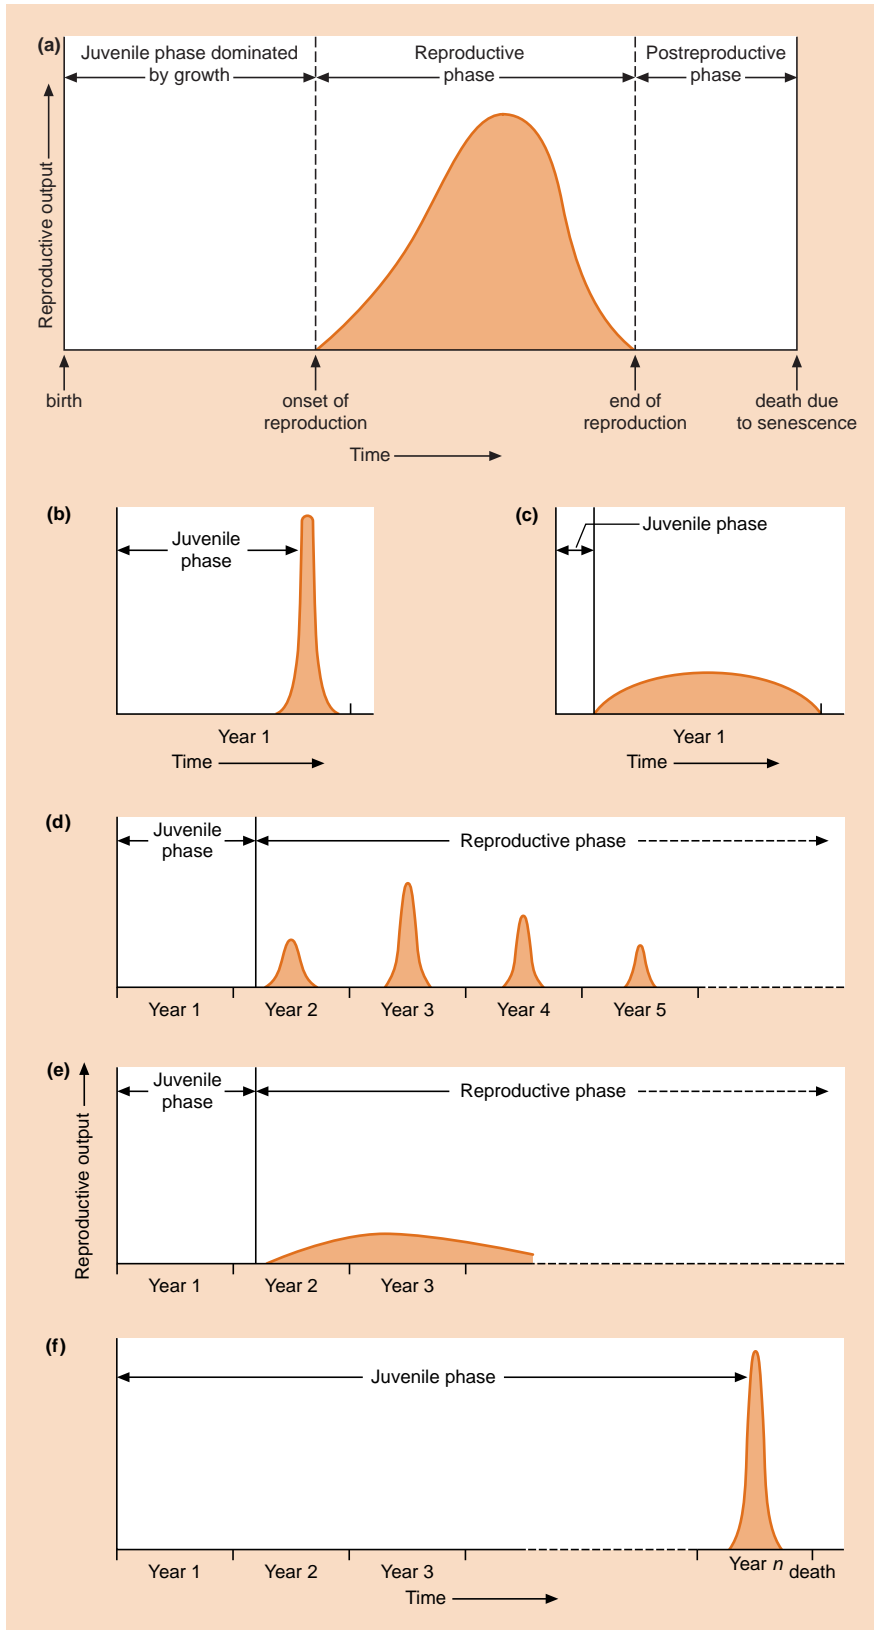 (a)
Juvenile phase dominated
by growth
Reproductive
phase
Postreproductive
phase
Reproductive output
birth
onset of
reproduction
end of
reproduction
death due
to senescence
Time
(b)
Juvenile
phase
Year 1
Time
(c)
Juvenile phase
Year 1
Time
(d)
Juvenile
phase
Reproductive phase
Year 1
Year 2
Year 3
Year 4
Year 5
(e)
Juvenile
phase
Reproductive phase
Reproductive output
Year 1
Year 2
Year 3
(f)
Juvenile phase
Year 1
Year 2
Year 3
Year n
death
Time